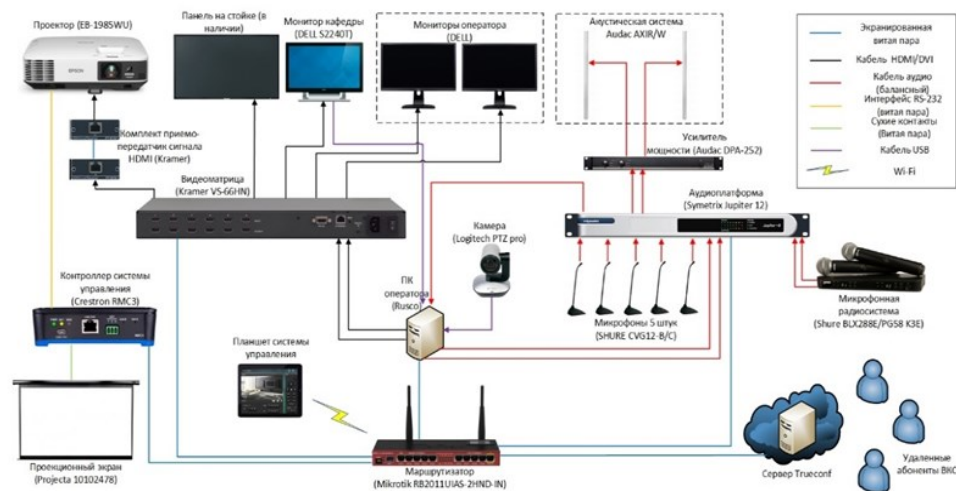 Проектор (EB-1985WU)
Панель на стойке (в
наличии)
Монитор кафедры
(DELL S2240T)
Мониторы оператора
(DELL)
Акустическая система
Audac AXIR/W
Экранированная
витая пара
Кабель HDMI/DVI
Кабель аудио
(балансный)
Интерфейс RS-232
(витая пара)
Сухие контакты
(Витая пара)
Кабель USB
Wi-Fi
EPSON
Комплект приемо-
передатчик сигнала
HDMI (Kramer)
Усилитель
мощности (Audac DPA-252)
Видеоматрица
(Kramer VS-66HN)
Аудиоплатформа
(Symetrix Jupiter 12)
Камера
(Logitech PTZ pro)
Контроллер системы
управления
(Crestron RMC3)
ПК
оператора
(Rusco)
Микрофоны 5 штук
(SHURE CVG12-B/C)
Микрофонная
радиосистема
(Shure BLX288E/PG58 K3E)
Планшет системы
управления
Проекционный экран
(Projecta 10102478)
Маршрутизатор
(Mikrotik RB2011UIAS-2HND-IN)
Сервер Trueconf
Удаленные
абоненты ВКС